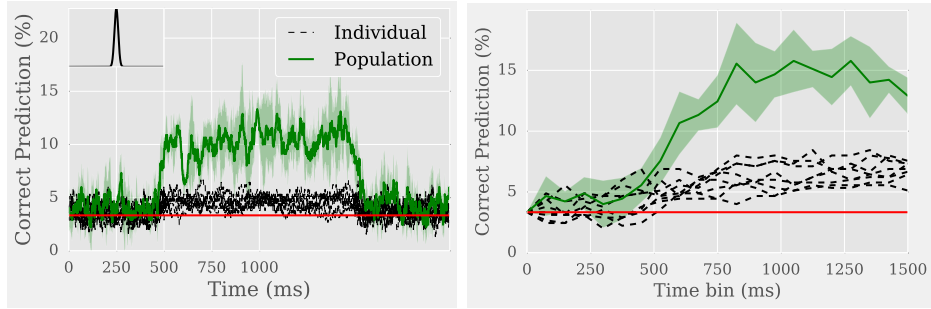 Correct Prediction (%)
20
15
10
5
0
0 250 500 750 1000
Time (ms)
Individual
Population
Correct Prediction (%)
15
10
5
0
0 250 500 750 1000 1250 1500
Time bin (ms)